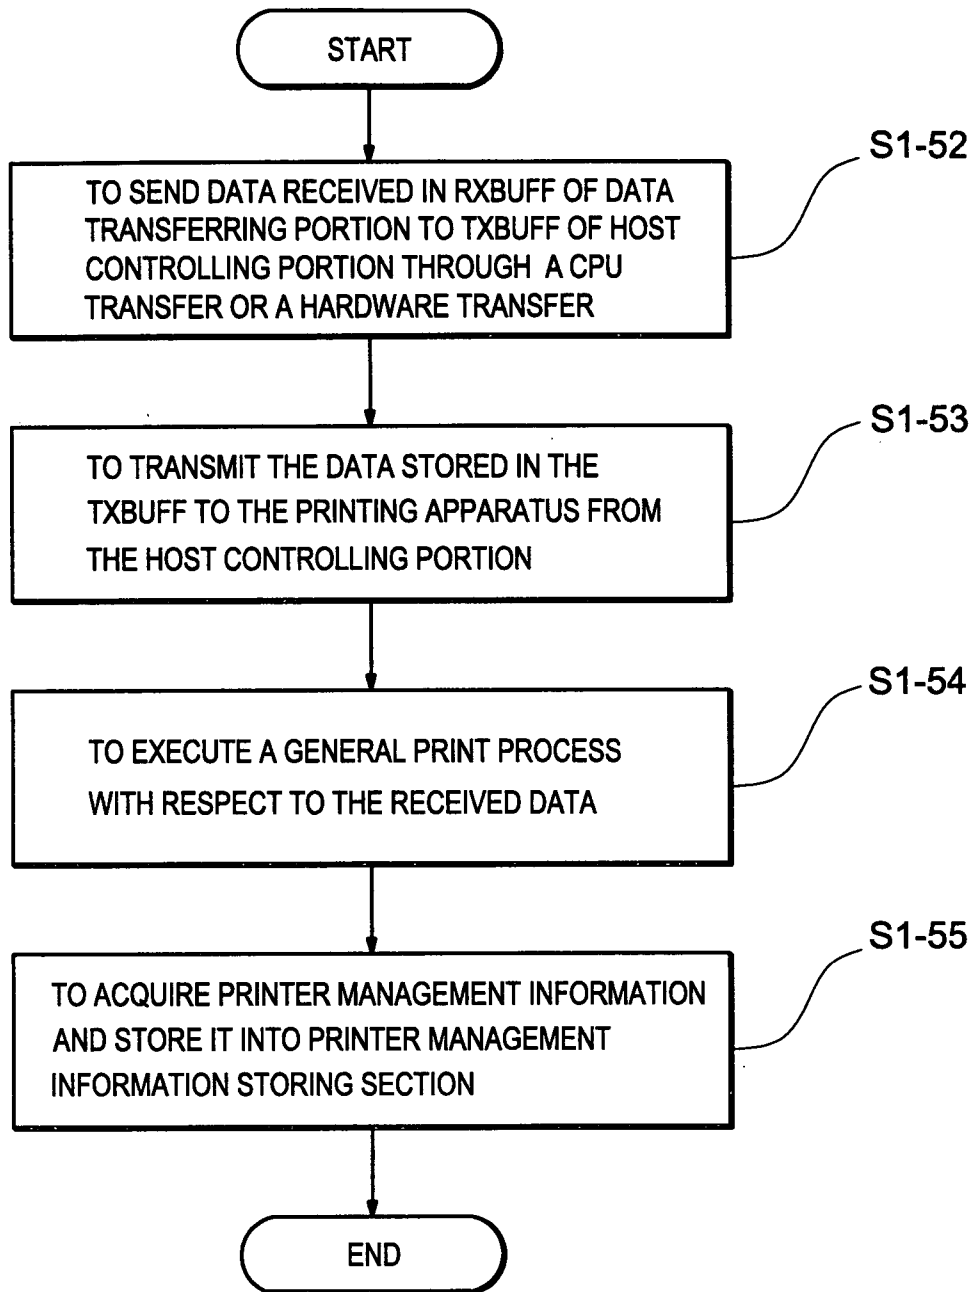 START
S1-52
TO SEND DATA RECEIVED IN RXBUFF OF DATA
TRANSFERRING PORTION TO TXBUFF OF HOST
CONTROLLING PORTION THROUGH A CPU
TRANSFER OR A HARDWARE TRANSFER
S1-53
TO TRANSMIT THE DATA STORED IN THE
TXBUFF TO THE PRINTING APPARATUS FROM
THE HOST CONTROLLING PORTION
S1-54
TO EXECUTE A GENERAL PRINT PROCESS
WITH RESPECT TO THE RECEIVED DATA
S1-55
TO ACQUIRE PRINTER MANAGEMENT INFORMATION
AND STORE IT INTO PRINTER MANAGEMENT
INFORMATION STORING SECTION
END